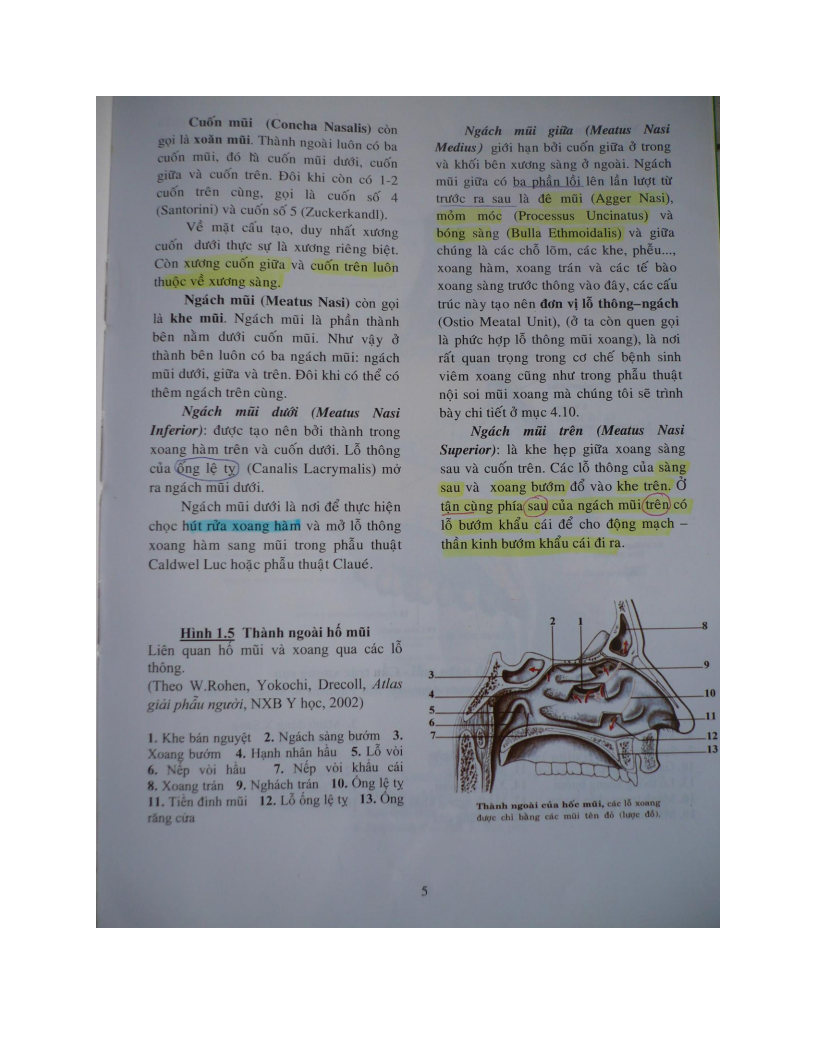 Cuốn mũi (Concha Nasalis) còn
gọi là xoăn mũi. Thành ngoài luôn có ba
cuốn mũi, đó là cuốn mũi dưới, cuốn
giữa và cuốn trên. Đôi khi còn có 1-2
cuốn trên cùng, gọi là cuốn số 4
(Santorini) và cuốn số 5 (Zuckerkandl).
Về mặt cấu tạo, duy nhất xương
cuốn dưới thực sự là xương riêng biệt.
Còn xương cuốn giữa và cuốn trên luôn
thuộc về xương sàng.
Ngách mũi (Meatus Nasi) còn gọi
là khe mũi. Ngách mũi là phần thành
bên nằm dưới cuốn mũi. Như vậy ở
thành bên luôn có ba ngách mũi: ngách
mũi dưới, giữa và trên. Đôi khi có thể có
thêm ngách trên cùng.
Ngách mũi dưới (Meatus Nasi
Inferior): được tạo nên bởi thành trong
xoang hàm trên và cuốn dưới. Lỗ thông
của ống lệ tỵ (Canalis Lacrymalis) mở
ra ngách mũi dưới.
Ngách mũi dưới là nơi để thực hiện
chọc hút rửa xoang hàm và mở lỗ thông
xoang hàm sang mũi trong phẫu thuật
Caldwel Luc hoặc phẫu thuật Claué.
Ngách mũi giữa (Meatus Nasi
Medius) giới hạn bởi cuốn giữa ở trong
và khối bên xương sàng ở ngoài. Ngách
mũi giữa có ba phần lồi lên lần lượt từ
trước ra sau là đê mũi (Agger Nasi),
mỏm móc (Processus Uncinatus) và
bóng sàng (Bulla Ethmoidalis) và giữa
chúng là các chỗ lõm, các khe, phễu...,
xoang hàm, xoang trán và các tế bào
xoang sàng trước thông vào đây, các cấu
trúc này tạo nên đơn vị lỗ thông–ngách
(Ostio Meatal Unit), (ở ta còn quen gọi
là phức hợp lỗ thông mũi xoang), là nơi
rất quan trọng trong cơ chế bệnh sinh
viêm xoang cũng như trong phẫu thuật
nội soi mũi xoang mà chúng tôi sẽ trình
bày chi tiết ở mục 4.10.
Ngách mũi trên (Meatus Nasi
Superior): là khe hẹp giữa xoang sàng
sau và cuốn trên. Các lỗ thông của sàng
sau và xoang bướm đổ vào khe trên. Ở
tận cùng phía sau của ngách mũi trên có
lỗ bướm khẩu cái để cho động mạch –
thần kinh bướm khẩu cái đi ra.
Hình 1.5 Thành ngoài hố mũi
Liên quan hố mũi và xoang qua các lỗ
thông.
(Theo W.Rohen, Yokochi, Drecoll, Atlas
giải phẫu người, NXB Y học, 2002)
1. Khe bán nguyệt 2. Ngách sàng bướm 3.
Xoang bướm 4. Hạnh nhân hầu 5. Lỗ vòi
6. Nếp vòi hầu 7. Nếp vòi khẩu cái
8. Xoang trán 9. Nghách trán 10. Ống lệ tỵ
11. Tiền đình mũi 12. Lỗ ống lệ tỵ 13. Ống
răng cửa
2 1
8
3
9
4
10
5
11
6
12
7
13
Thành ngoài của hốc mũi, các lỗ xoang
được chỉ bằng các mũi tên đỏ (lược đồ).
5